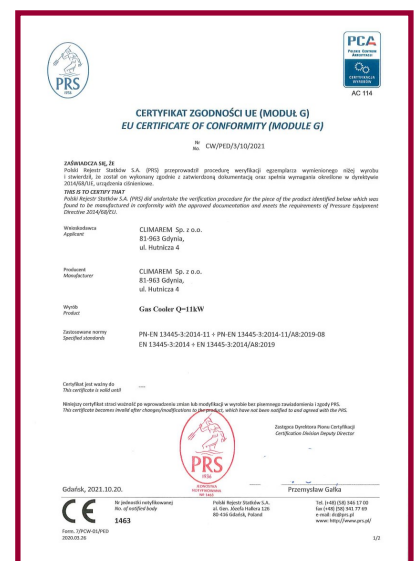 PRS
1936
PCA
POLSKIE CENTRUM
AKREDYTACJI
CERTYFIKACJA
WYROBÓW
AC 114
CERTYFIKAT ZGODNOŚCI UE (MODUŁ G)
EU CERTIFICATE OF CONFORMITY (MODULE G)
Nr
No. CW/PED/3/10/2021
ZAŚWIADCZA SIĘ, ŻE
Polski Rejestr Statków S.A. (PRS) przeprowadził procedurę weryfikacji egzemplarza wymienionego niżej wyrobu
i stwierdził, że został on wykonany zgodnie z zatwierdzoną dokumentacją oraz spełnia wymagania określone w dyrektywie
2014/68/UE, urządzenia ciśnieniowe.
THIS IS TO CERTIFY THAT
Polski Rejestr Statków S.A. (PRS) did undertake the verification procedure for the piece of the product identified below which was
found to be manufactured in conformity with the approved documentation and meets the requirements of Pressure Equipment
Directive 2014/68/EU.
Wnioskodawca
Applicant
CLIMAREM Sp. z o.o.
81-963 Gdynia,
ul. Hutnicza 4
Producent
Manufacturer
CLIMAREM Sp. z o.o.
81-963 Gdynia,
ul. Hutnicza 4
Wyrób
Product
Gas Cooler Q=11kW
Zastosowane normy
Specified standards
PN-EN 13445-3:2014-11 ÷ PN-EN 13445-3:2014-11/A8:2019-08
EN 13445-3:2014 ÷ EN 13445-3:2014/A8:2019
Certyfikat jest ważny do
This certificate is valid until
----
Niniejszy certyfikat straci ważność po wprowadzeniu zmian lub modyfikacji w wyrobie bez pisemnego zawiadomienia i zgody PRS.
This certificate becomes invalid after changes/modifications to the product, which have not been notified to and agreed with the PRS.
Zastępca Dyrektora Pionu Certyfikacji
Certification Division Deputy Director
PRS
JEDNOSTKA
NOTYFIKOWANA
NR 1463
Gdańsk, 2021.10.20.
Przemysław Gałka
CE
Nr jednostki notyfikowanej
No. of notified body
1463
Polski Rejestr Statków S.A.
al. Gen. Józefa Hallera 126
80-416 Gdańsk, Poland
Tel. (+48) (58) 346 17 00
fax (+48) (58) 341 77 69
e-mail: dc@prs.pl
www: http://www.prs.pl/
Form. 7/PCW-01/PED
2020.03.26
1/2